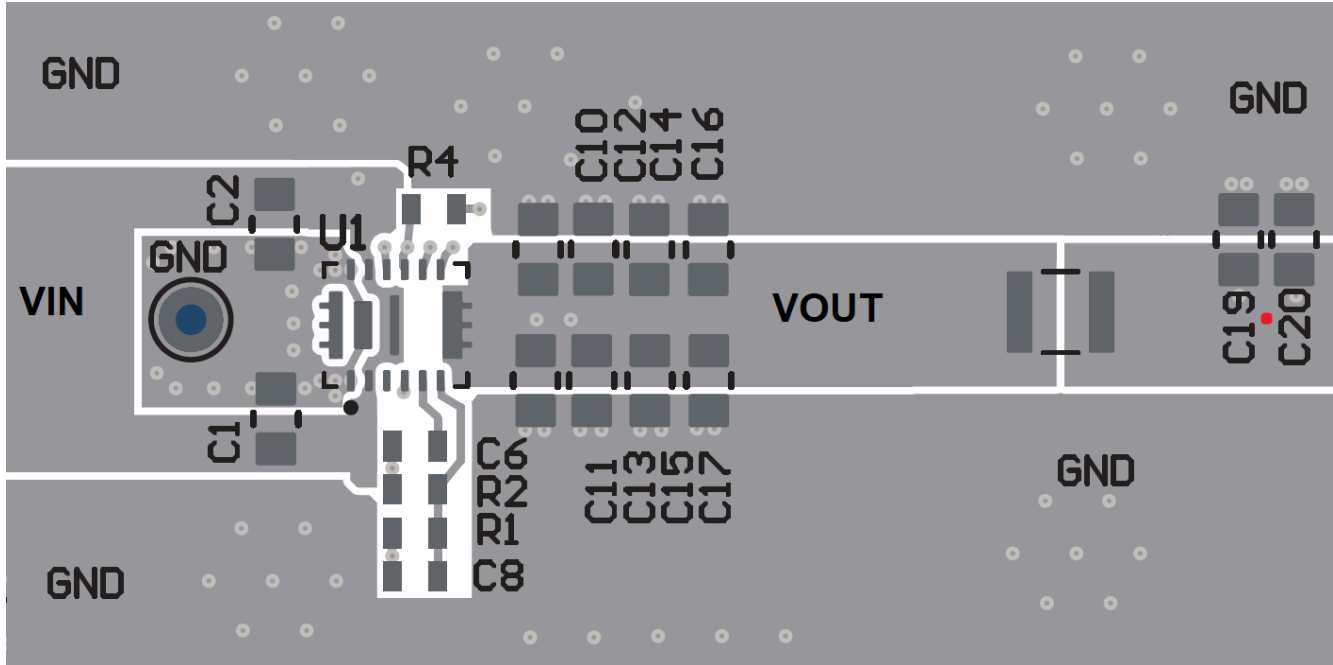 GND
GND
R4
C10
C12
C14
C16
C2
U1
GND
VIN
VOUT
C19
C20
C1
C6
R2
R1
C8
C11
C13
C15
C17
GND
GND